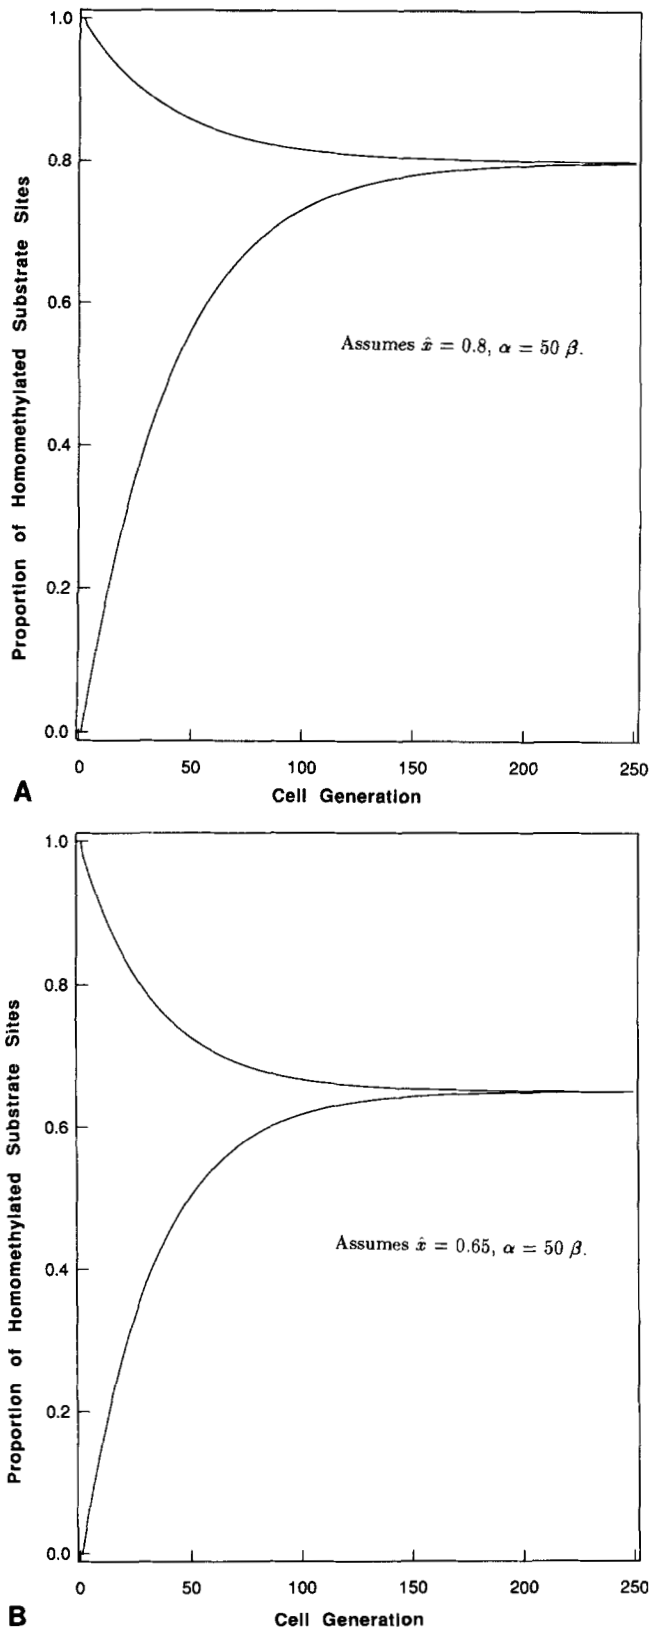 1.0
0.8
0.6
0.4
0.2
0.0
Proportion of Homomethylated Substrate Sites
Assumes x̂ = 0.8, α = 50 β.
0 50 100 150 200 250
Cell Generation
A
1.0
0.8
0.6
0.4
0.2
0.0
Proportion of Homomethylated Substrate Sites
Assumes x̂ = 0.65, α = 50 β.
0 50 100 150 200 250
Cell Generation
B